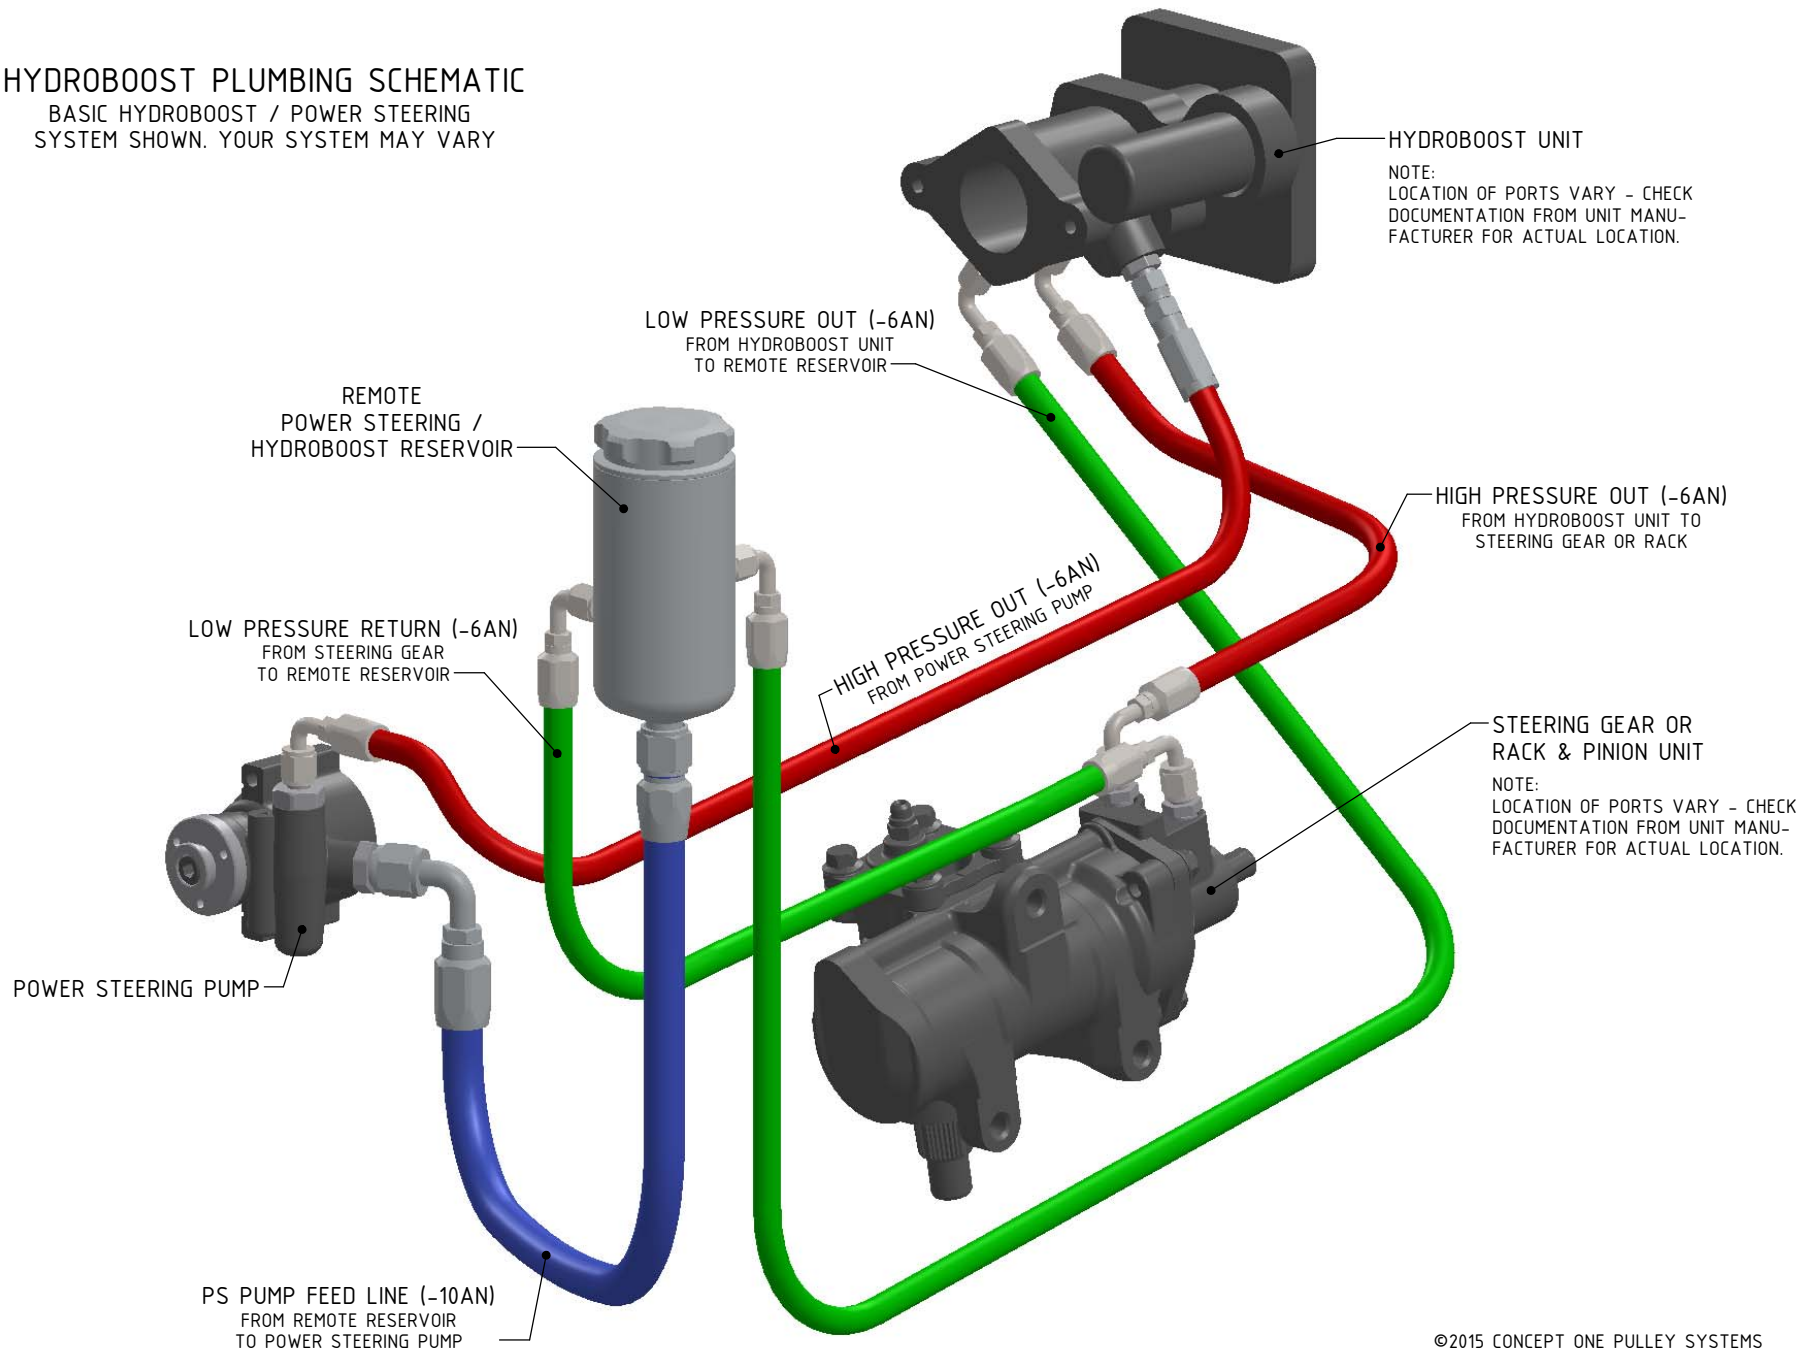 HYDROBOOST PLUMBING SCHEMATIC
BASIC HYDROBOOST / POWER STEERING
SYSTEM SHOWN. YOUR SYSTEM MAY VARY
HYDROBOOST UNIT
NOTE:
LOCATION OF PORTS VARY - CHECK
DOCUMENTATION FROM UNIT MANU-
FACTURER FOR ACTUAL LOCATION.
LOW PRESSURE OUT (-6AN)
FROM HYDROBOOST UNIT
TO REMOTE RESERVOIR
REMOTE
POWER STEERING /
HYDROBOOST RESERVOIR
HIGH PRESSURE OUT (-6AN)
FROM HYDROBOOST UNIT TO
STEERING GEAR OR RACK
HIGH PRESSURE OUT (-6AN)
FROM POWER STEERING PUMP
LOW PRESSURE RETURN (-6AN)
FROM STEERING GEAR
TO REMOTE RESERVOIR
STEERING GEAR OR
RACK & PINION UNIT
NOTE:
LOCATION OF PORTS VARY - CHECK
DOCUMENTATION FROM UNIT MANU-
FACTURER FOR ACTUAL LOCATION.
POWER STEERING PUMP
PS PUMP FEED LINE (-10AN)
FROM REMOTE RESERVOIR
TO POWER STEERING PUMP
©2015 CONCEPT ONE PULLEY SYSTEMS